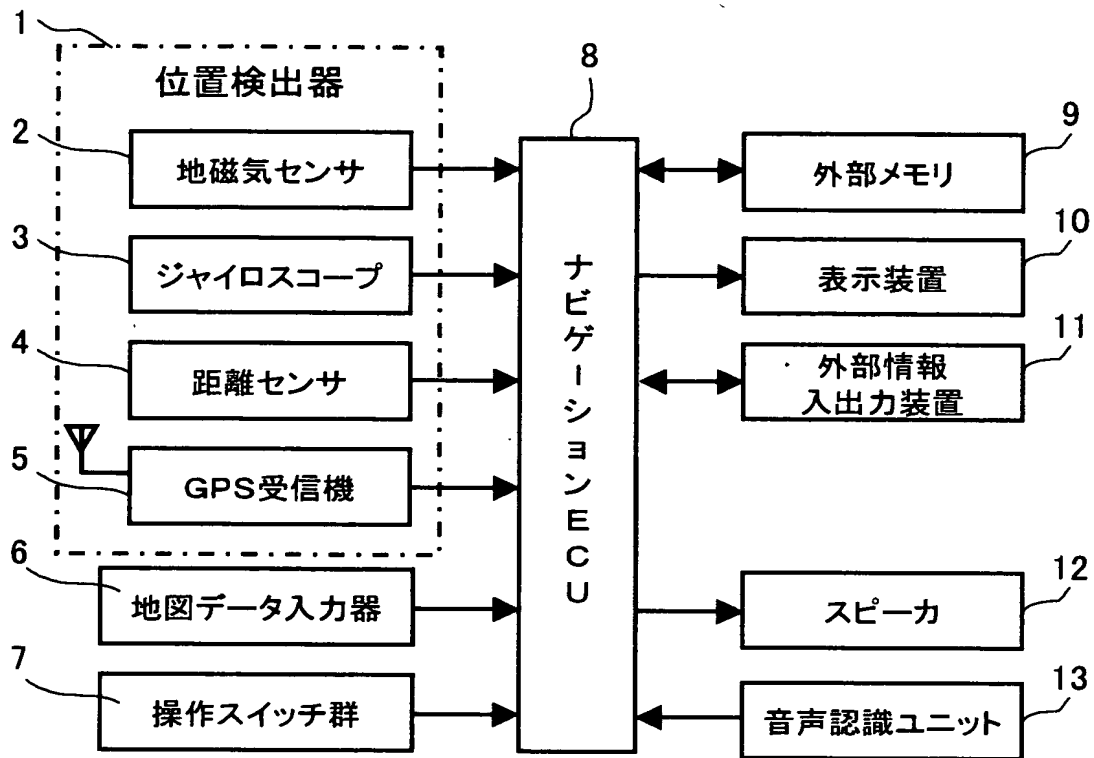 1
位置検出器
2
地磁気センサ
3
ジャイロスコープ
4
距離センサ
5
GPS受信機
6
地図データ入力器
7
操作スイッチ群
8
ナビゲーションECU
9
外部メモリ
10
表示装置
11
外部情報
入出力装置
12
スピーカ
13
音声認識ユニット